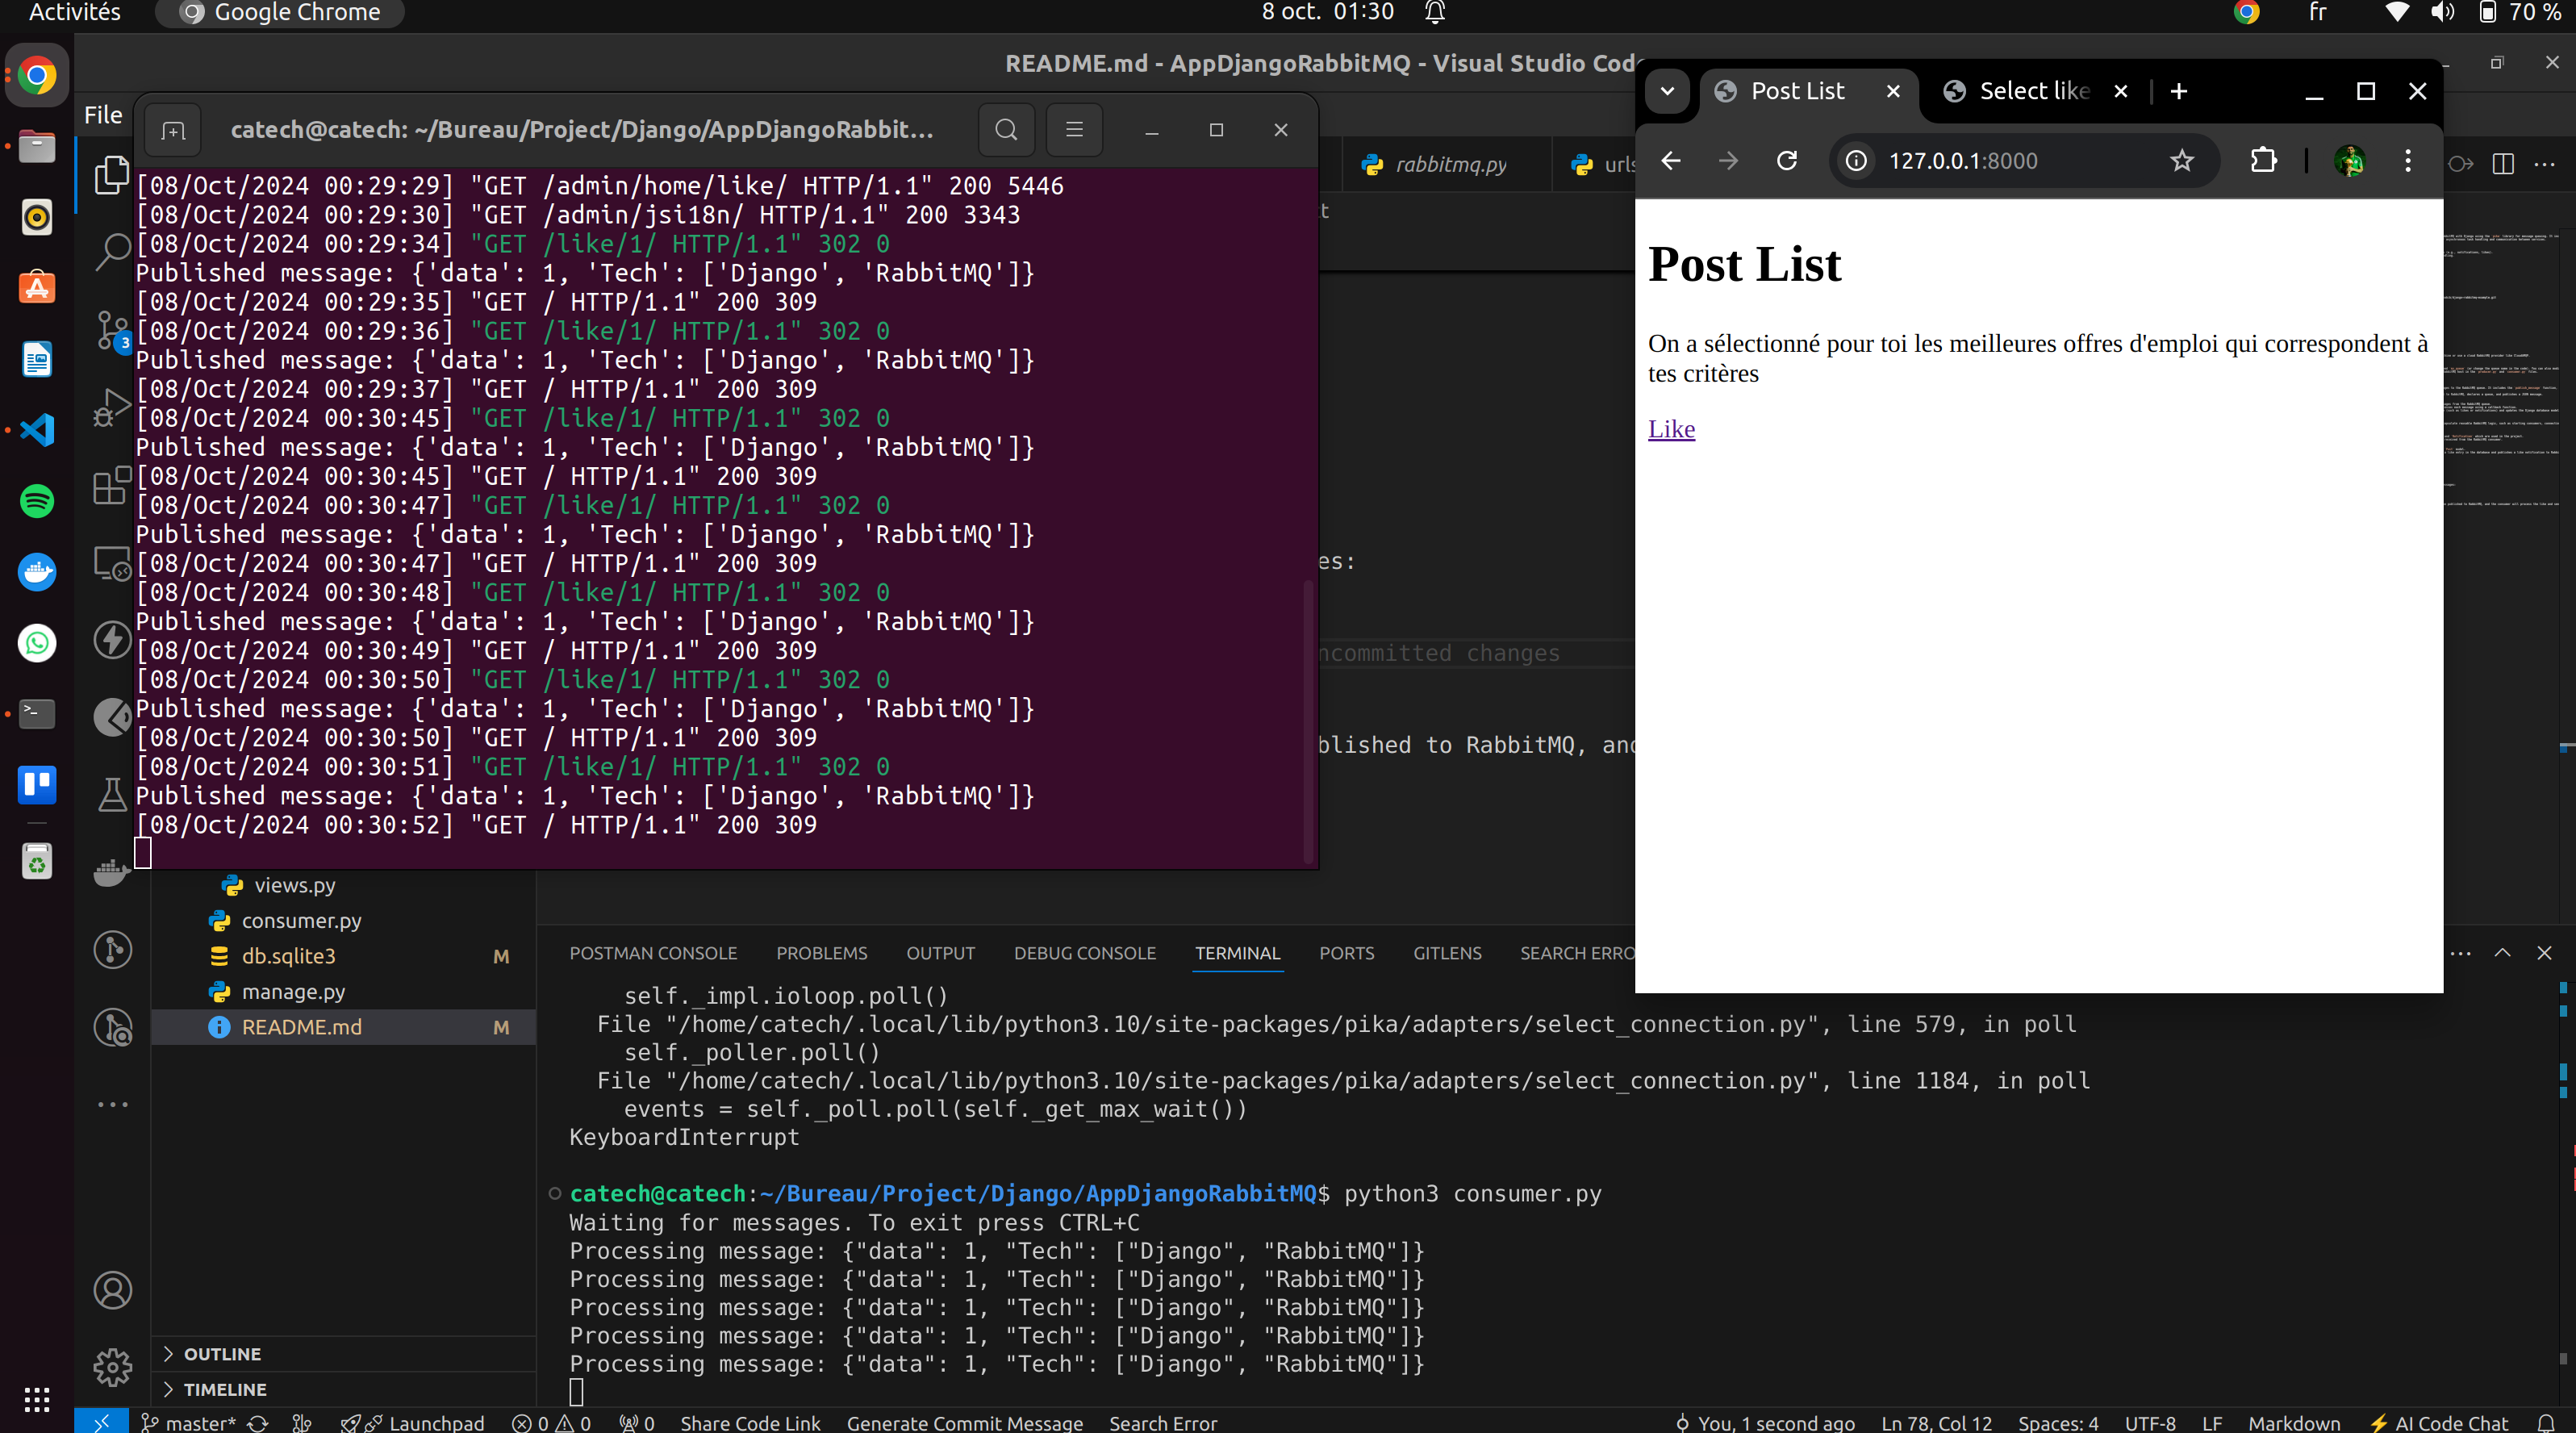 Activités
Google Chrome
8 oct. 01:30
fr
70 %
README.md - AppDjangoRabbitMQ - Visual Studio Code
File
catech@catech: ~/Bureau/Project/Django/AppDjangoRabbit...
[08/Oct/2024 00:29:29] "GET /admin/home/like/ HTTP/1.1" 200 5446
[08/Oct/2024 00:29:30] "GET /admin/jsi18n/ HTTP/1.1" 200 3343
[08/Oct/2024 00:29:34] "GET /like/1/ HTTP/1.1" 302 0
Published message: {'data': 1, 'Tech': ['Django', 'RabbitMQ']}
[08/Oct/2024 00:29:35] "GET / HTTP/1.1" 200 309
[08/Oct/2024 00:29:36] "GET /like/1/ HTTP/1.1" 302 0
Published message: {'data': 1, 'Tech': ['Django', 'RabbitMQ']}
[08/Oct/2024 00:29:37] "GET / HTTP/1.1" 200 309
[08/Oct/2024 00:30:45] "GET /like/1/ HTTP/1.1" 302 0
Published message: {'data': 1, 'Tech': ['Django', 'RabbitMQ']}
[08/Oct/2024 00:30:45] "GET / HTTP/1.1" 200 309
[08/Oct/2024 00:30:47] "GET /like/1/ HTTP/1.1" 302 0
Published message: {'data': 1, 'Tech': ['Django', 'RabbitMQ']}
[08/Oct/2024 00:30:47] "GET / HTTP/1.1" 200 309
[08/Oct/2024 00:30:48] "GET /like/1/ HTTP/1.1" 302 0
Published message: {'data': 1, 'Tech': ['Django', 'RabbitMQ']}
[08/Oct/2024 00:30:49] "GET / HTTP/1.1" 200 309
[08/Oct/2024 00:30:50] "GET /like/1/ HTTP/1.1" 302 0
Published message: {'data': 1, 'Tech': ['Django', 'RabbitMQ']}
[08/Oct/2024 00:30:50] "GET / HTTP/1.1" 200 309
[08/Oct/2024 00:30:51] "GET /like/1/ HTTP/1.1" 302 0
Published message: {'data': 1, 'Tech': ['Django', 'RabbitMQ']}
[08/Oct/2024 00:30:52] "GET / HTTP/1.1" 200 309
rabbitmq.py
urls
es:
ncommitted changes
blished to RabbitMQ, and
Post List
Select like
127.0.0.1:8000
Post List
On a sélectionné pour toi les meilleures offres d'emploi qui correspondent à
tes critères
Like
3
views.py
consumer.py
db.sqlite3 M
manage.py
README.md M
OUTLINE
TIMELINE
POSTMAN CONSOLE PROBLEMS OUTPUT DEBUG CONSOLE TERMINAL PORTS GITLENS SEARCH ERRO
self._impl.ioloop.poll()
File "/home/catech/.local/lib/python3.10/site-packages/pika/adapters/select_connection.py", line 579, in poll
self._poller.poll()
File "/home/catech/.local/lib/python3.10/site-packages/pika/adapters/select_connection.py", line 1184, in poll
events = self._poll.poll(self._get_max_wait())
KeyboardInterrupt
catech@catech:~/Bureau/Project/Django/AppDjangoRabbitMQ$ python3 consumer.py
Waiting for messages. To exit press CTRL+C
Processing message: {"data": 1, "Tech": ["Django", "RabbitMQ"]}
Processing message: {"data": 1, "Tech": ["Django", "RabbitMQ"]}
Processing message: {"data": 1, "Tech": ["Django", "RabbitMQ"]}
Processing message: {"data": 1, "Tech": ["Django", "RabbitMQ"]}
Processing message: {"data": 1, "Tech": ["Django", "RabbitMQ"]}
master* Launchpad 0 0 0 Share Code Link Generate Commit Message Search Error You, 1 second ago Ln 78, Col 12 Spaces: 4 UTF-8 LF Markdown AI Code Chat